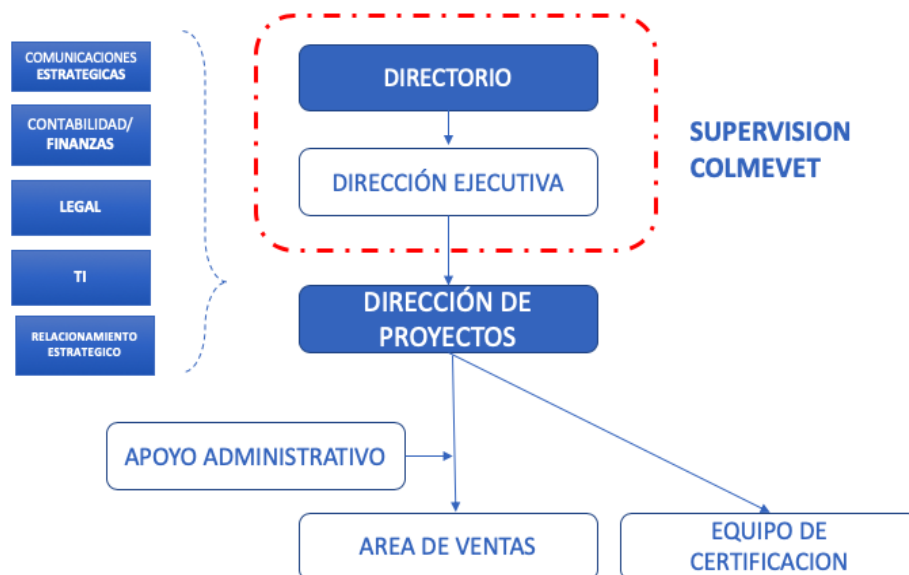 COMUNICACIONES
ESTRATEGICAS
CONTABILIDAD/
FINANZAS
LEGAL
TI
RELACIONAMIENTO
ESTRATEGICO
DIRECTORIO
DIRECCIÓN EJECUTIVA
SUPERVISION
COLMEVET
DIRECCIÓN DE
PROYECTOS
APOYO ADMINISTRATIVO
AREA DE VENTAS
EQUIPO DE
CERTIFICACION